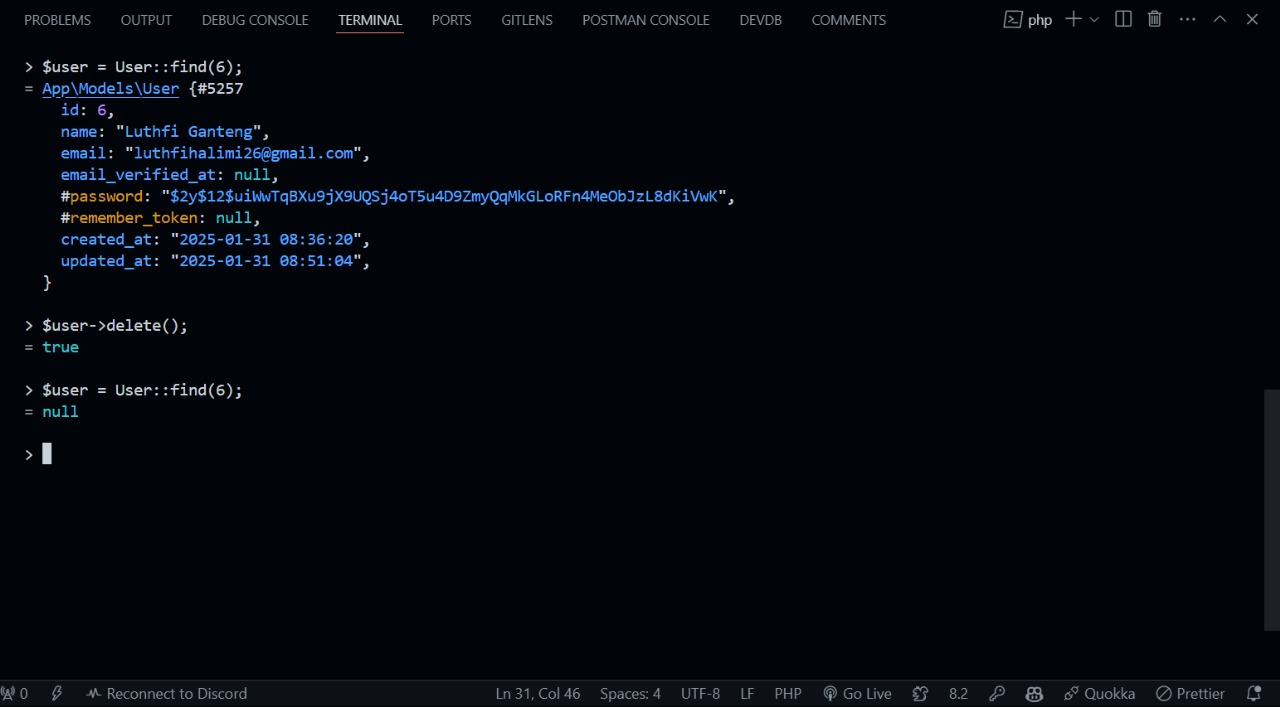 PROBLEMS OUTPUT DEBUG CONSOLE TERMINAL PORTS GITLENS POSTMAN CONSOLE DEVDB COMMENTS php
> $user = User::find(6);
= App\Models\User {#5257
id: 6,
name: "Luthfi Ganteng",
email: "luthfihalimi26@gmail.com",
email_verified_at: null,
#password: "$2y$12$uiWwTqBXu9jX9UQSj4oT5u4D9ZmyQqMkGLoRFn4MeObJzL8dKiVwK",
#remember_token: null,
created_at: "2025-01-31 08:36:20",
updated_at: "2025-01-31 08:51:04",
}
> $user->delete();
= true
> $user = User::find(6);
= null
>
0 Reconnect to Discord Ln 31, Col 46 Spaces: 4 UTF-8 LF PHP Go Live 8.2 Quokka Prettier